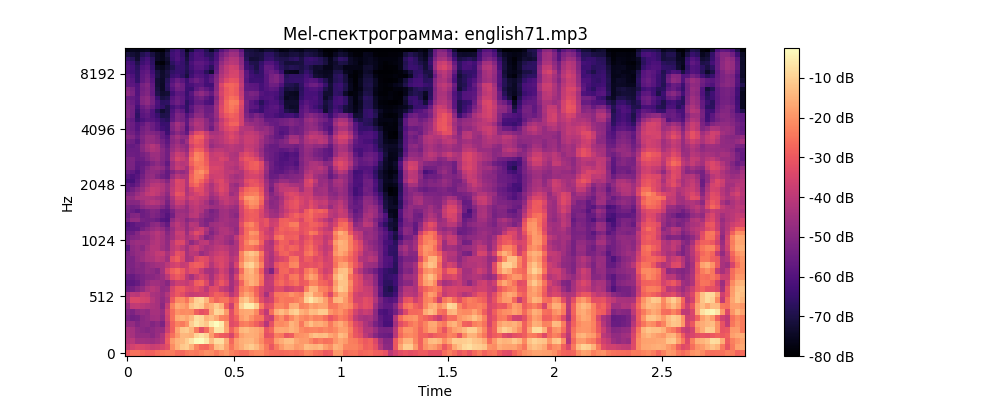 Mel-спектрограмма: english71.mp3
8192
4096
2048
1024
512
0
Hz
0 0.5 1 1.5 2 2.5
Time
-10 dB
-20 dB
-30 dB
-40 dB
-50 dB
-60 dB
-70 dB
-80 dB